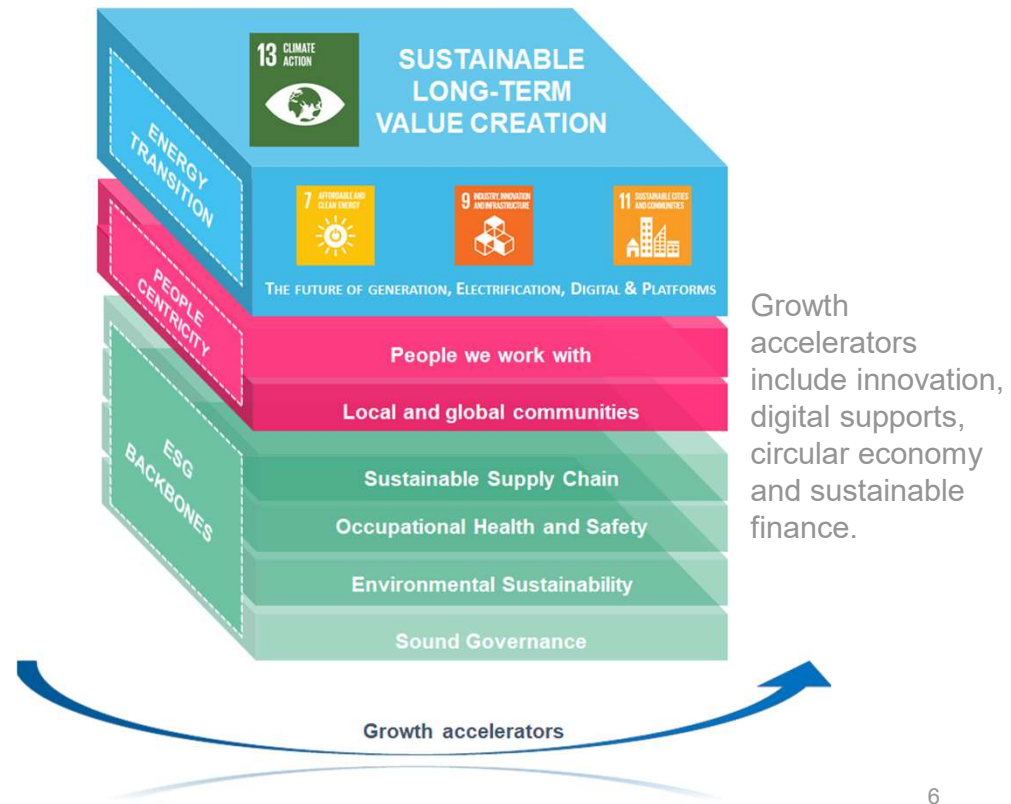 13 CLIMATE
ACTION
SUSTAINABLE
LONG-TERM
VALUE CREATION
ENERGY
TRANSITION
7 AFFORDABLE AND
CLEAN ENERGY
9 INDUSTRY, INNOVATION
AND INFRASTRUCTURE
11 SUSTAINABLE CITIES
AND COMMUNITIES
THE FUTURE OF GENERATION, ELECTRIFICATION, DIGITAL & PLATFORMS
PEOPLE
CENTRICITY
People we work with
Local and global communities
ESG
BACKBONES
Sustainable Supply Chain
Occupational Health and Safety
Environmental Sustainability
Sound Governance
Growth accelerators
Growth
accelerators
include innovation,
digital supports,
circular economy
and sustainable
finance.
6